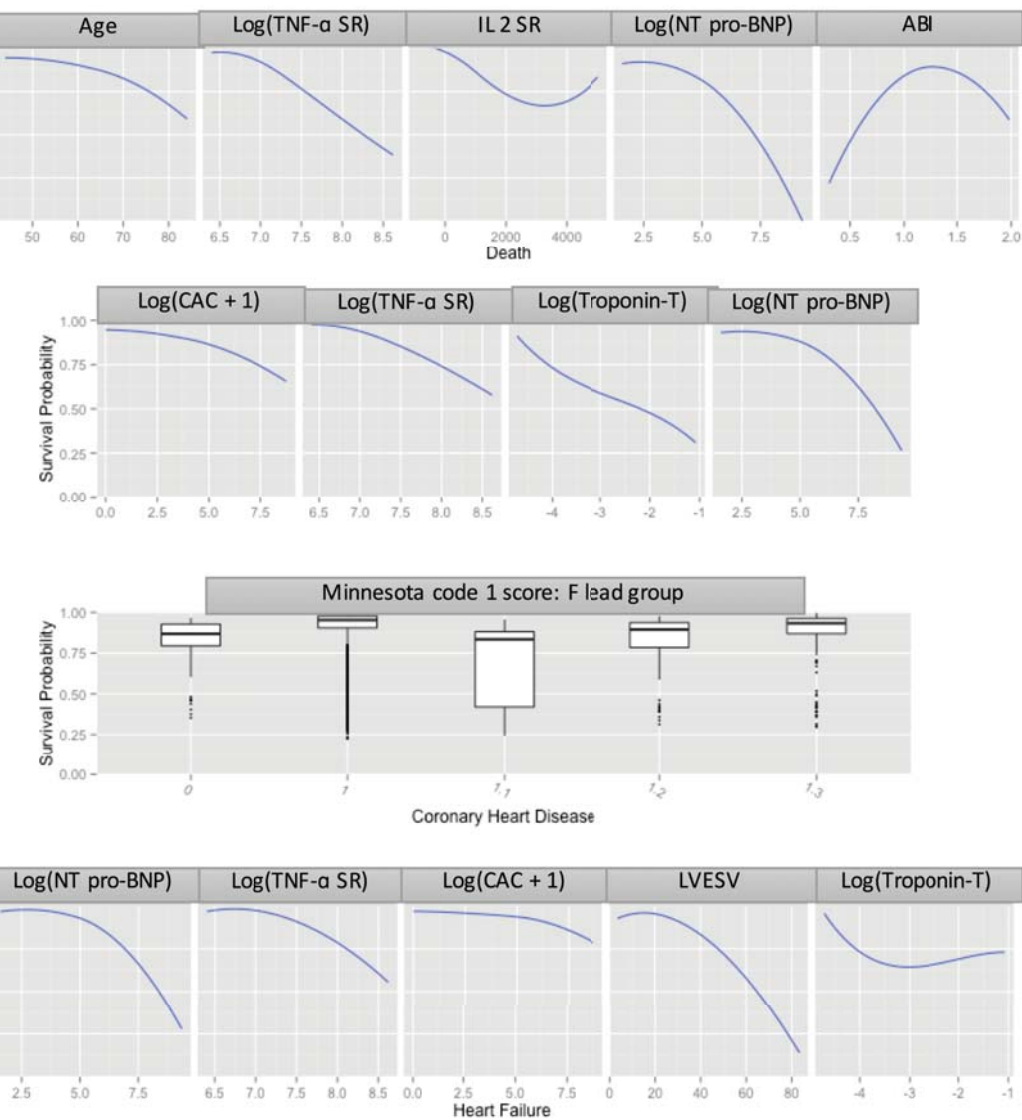 Age Log(TNF-α SR) IL 2 SR Log(NT pro-BNP) ABI
50 60 70 80 6.5 7.0 7.5 8.0 8.5 0 2000 4000 2.5 5.0 7.5 0.5 1.0 1.5 2.0
Death
Log(CAC + 1) Log(TNF-α SR) Log(Troponin-T) Log(NT pro-BNP)
Survival Probability
1.00
0.75
0.50
0.25
0.00
0.0 2.5 5.0 7.5 6.5 7.0 7.5 8.0 8.5 -4 -3 -2 -1 2.5 5.0 7.5
Minnesota code 1 score: F lead group
Survival Probability
1.00
0.75
0.50
0.25
0.00
0 1 1.1 1.2 1.3
Coronary Heart Disease
Log(NT pro-BNP) Log(TNF-α SR) Log(CAC + 1) LVESV Log(Troponin-T)
2.5 5.0 7.5 6.5 7.0 7.5 8.0 8.5 0.0 2.5 5.0 7.5 0 20 40 60 80 -4 -3 -2 -1
Heart Failure